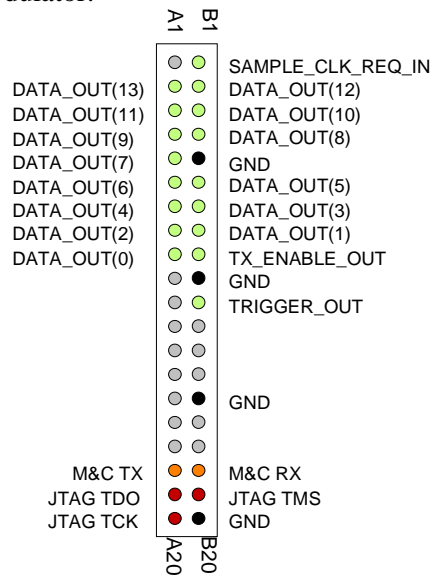 dulator.
A1 B1
SAMPLE_CLK_REQ_IN
DATA_OUT(13) DATA_OUT(12)
DATA_OUT(11) DATA_OUT(10)
DATA_OUT(9) DATA_OUT(8)
DATA_OUT(7) GND
DATA_OUT(6) DATA_OUT(5)
DATA_OUT(4) DATA_OUT(3)
DATA_OUT(2) DATA_OUT(1)
DATA_OUT(0) TX_ENABLE_OUT
GND
TRIGGER_OUT
GND
M&C TX M&C RX
JTAG TDO JTAG TMS
JTAG TCK GND
A20 B20